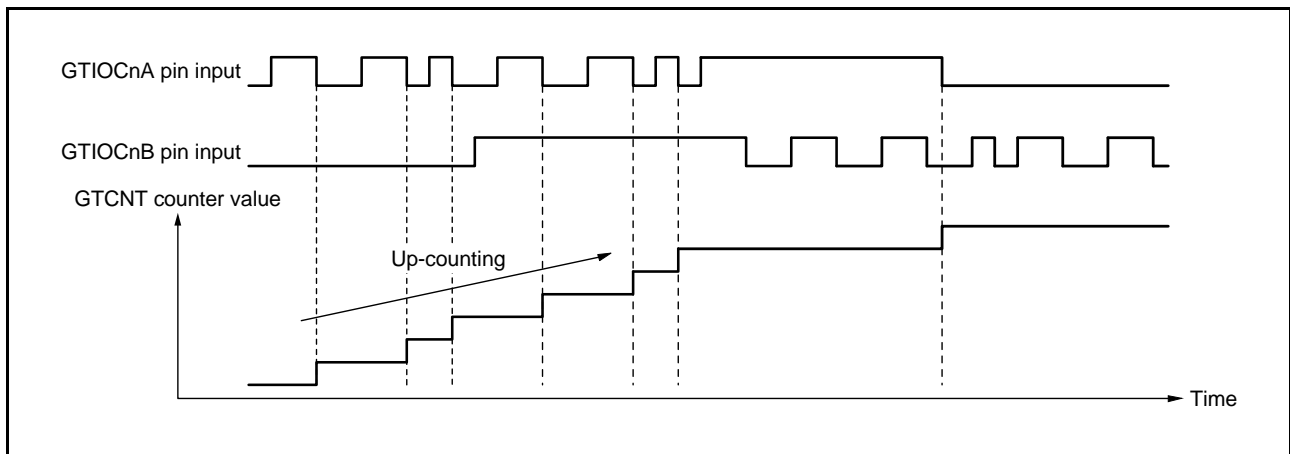 GTIOCnA pin input
GTIOCnB pin input
GTCNT counter value
Up-counting
Time